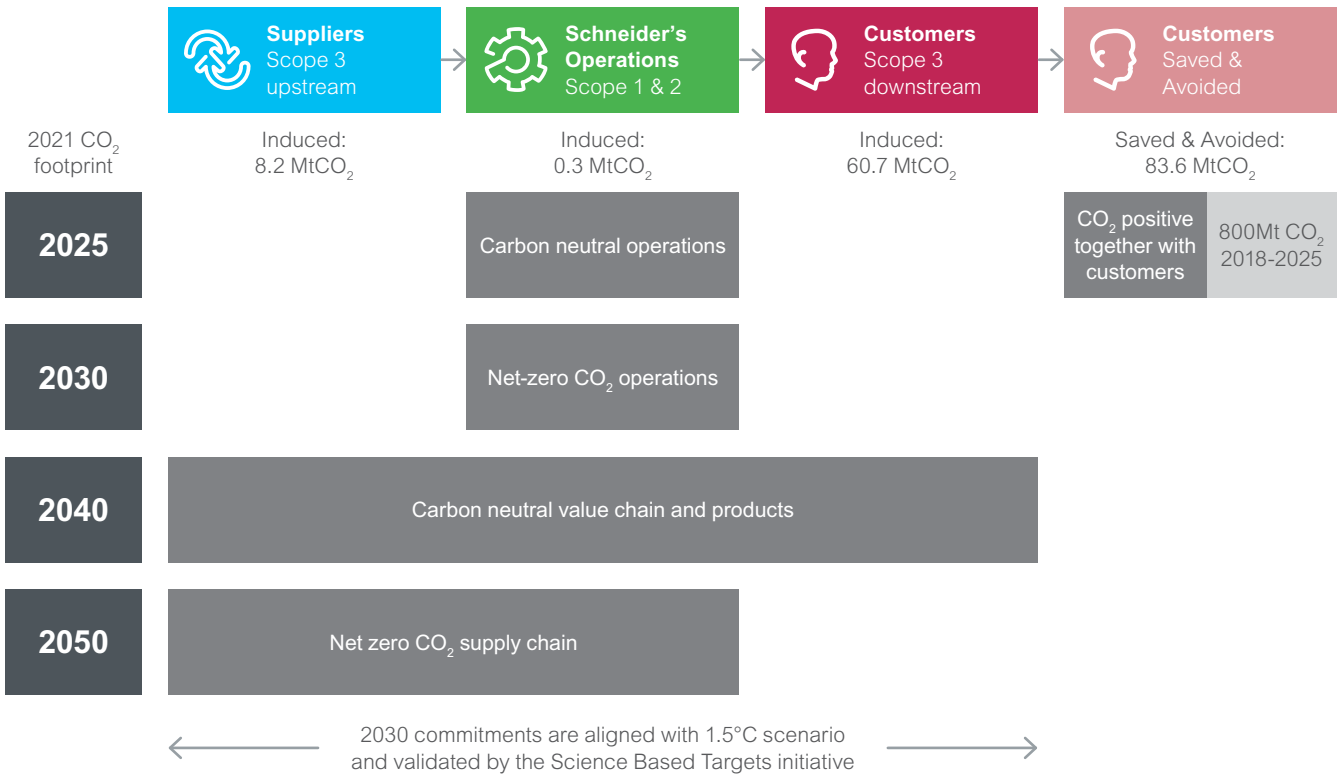 Suppliers
Scope 3
upstream
Schneider’s
Operations
Scope 1 & 2
Customers
Scope 3
downstream
Customers
Saved &
Avoided
2021 CO₂
footprint
Induced:
8.2 MtCO₂
Induced:
0.3 MtCO₂
Induced:
60.7 MtCO₂
Saved & Avoided:
83.6 MtCO₂
2025
Carbon neutral operations
CO₂ positive
together with
customers
800Mt CO₂
2018-2025
2030
Net-zero CO₂ operations
2040
Carbon neutral value chain and products
2050
Net zero CO₂ supply chain
2030 commitments are aligned with 1.5°C scenario
and validated by the Science Based Targets initiative